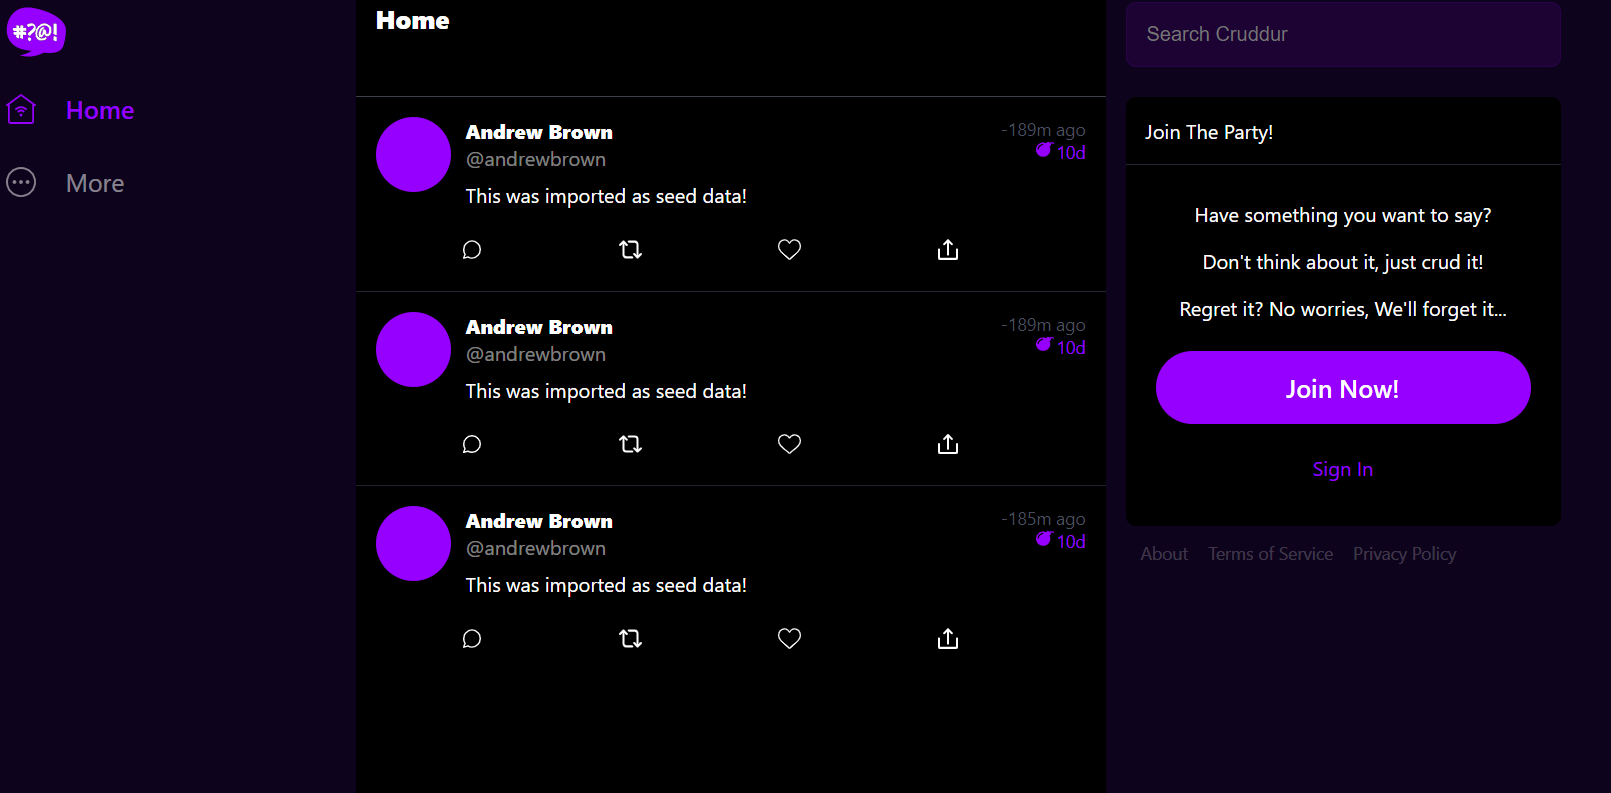 #?@!
Home
More
Home
Andrew Brown
-189m ago
@andrewbrown
10d
This was imported as seed data!
Andrew Brown
-189m ago
@andrewbrown
10d
This was imported as seed data!
Andrew Brown
-185m ago
@andrewbrown
10d
This was imported as seed data!
Search Cruddur
Join The Party!
Have something you want to say?
Don't think about it, just crud it!
Regret it? No worries, We'll forget it...
Join Now!
Sign In
About Terms of Service Privacy Policy